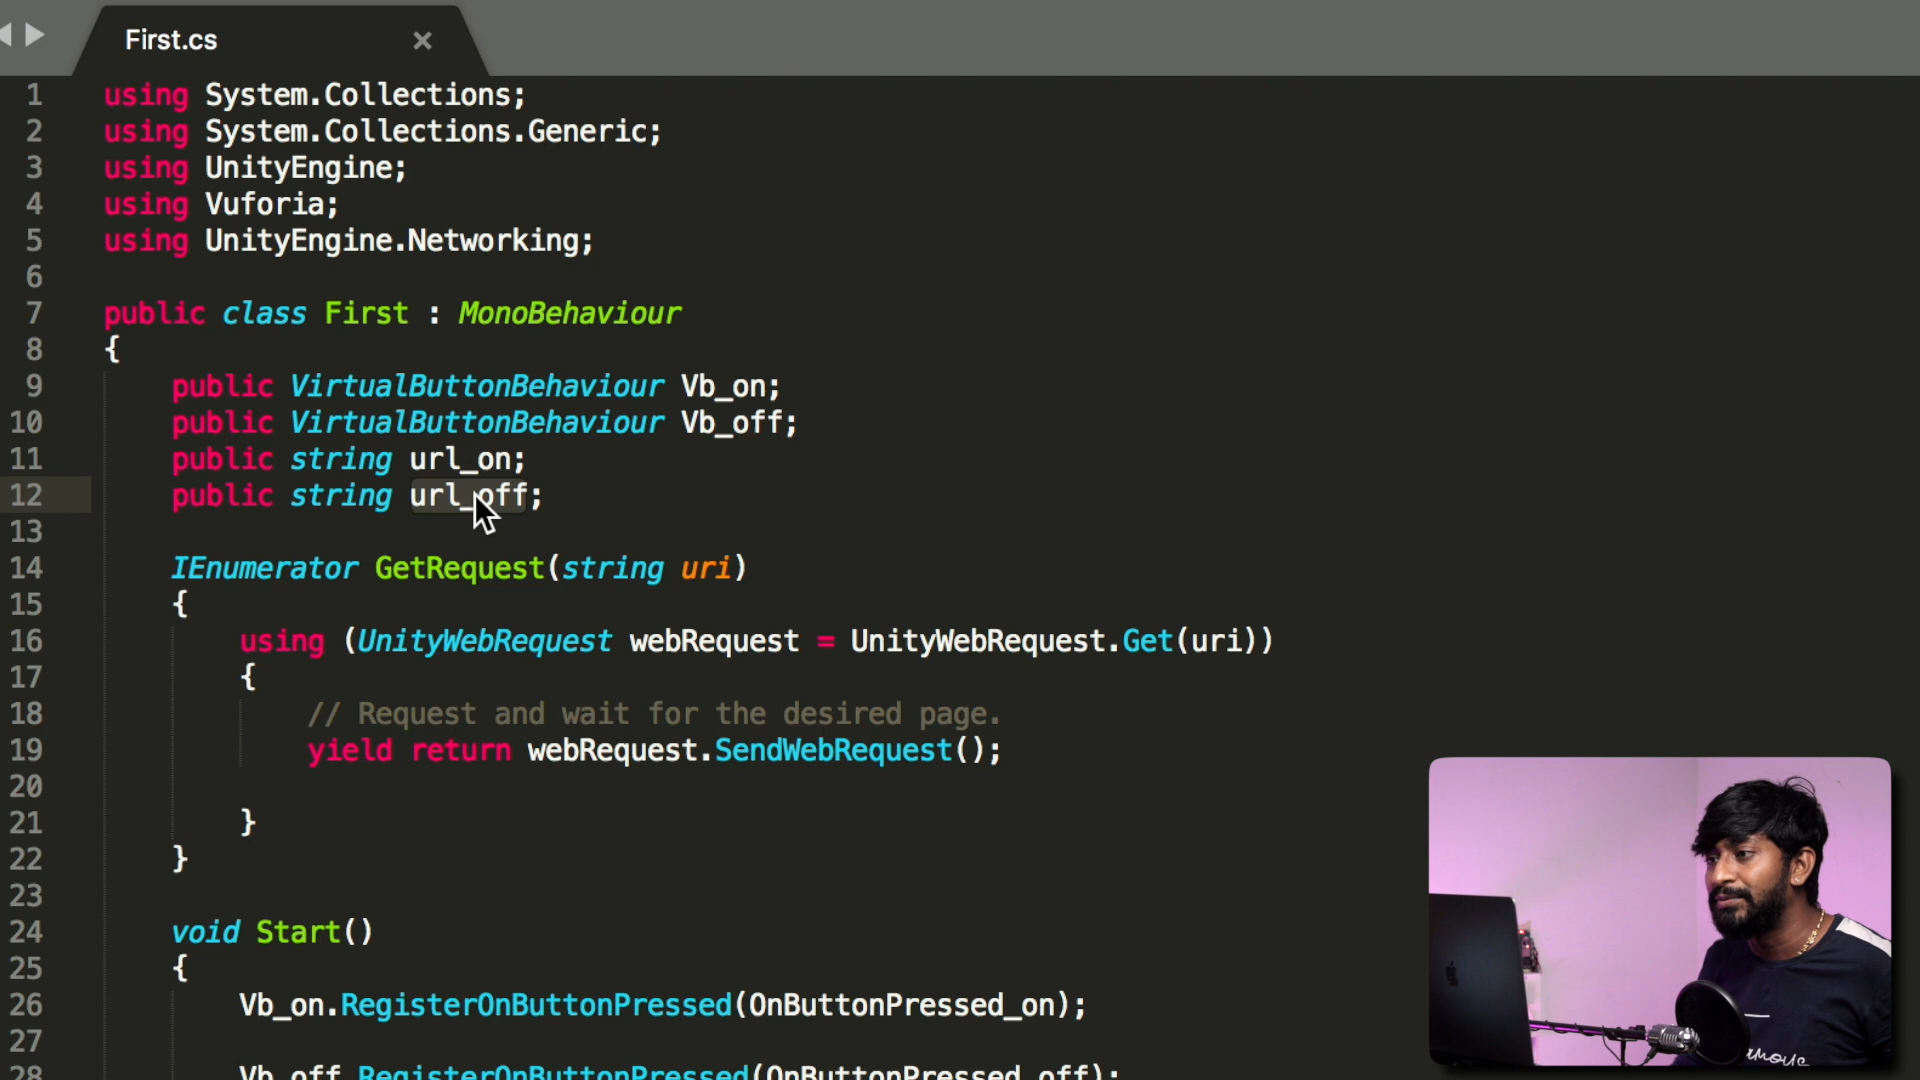 First.cs ×
1 using System.Collections;
2 using System.Collections.Generic;
3 using UnityEngine;
4 using Vuforia;
5 using UnityEngine.Networking;
6
7 public class First : MonoBehaviour
8 {
9 public VirtualButtonBehaviour Vb_on;
10 public VirtualButtonBehaviour Vb_off;
11 public string url_on;
12 public string url_off;
13
14 IEnumerator GetRequest(string uri)
15 {
16 using (UnityWebRequest webRequest = UnityWebRequest.Get(uri))
17 {
18 // Request and wait for the desired page.
19 yield return webRequest.SendWebRequest();
20
21 }
22 }
23
24 void Start()
25 {
26 Vb_on.RegisterOnButtonPressed(OnButtonPressed_on);
27
28 Vb_off.RegisterOnButtonPressed(OnButtonPressed_off);